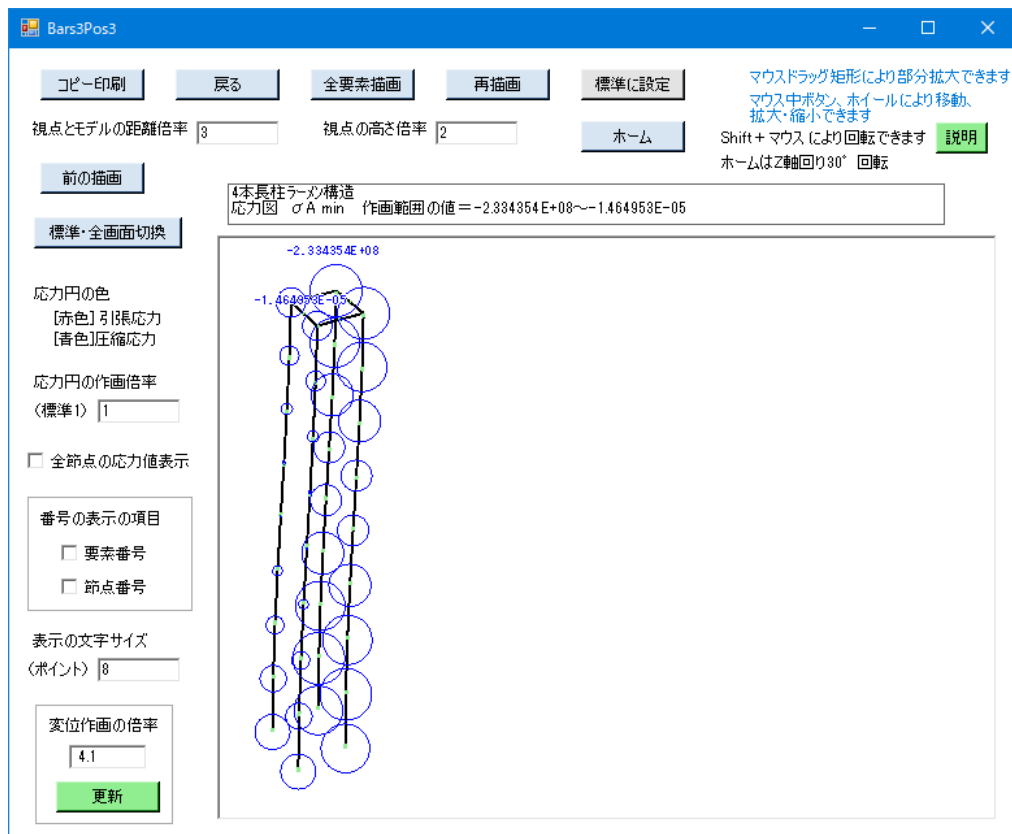 Bars3Pos3
コピー印刷
戻る
全要素描画
再描画
標準に設定
マウスドラッグ矩形により部分拡大できます
マウス中ボタン、ホイールにより移動、
拡大・縮小できます
視点とモデルの距離倍率 3
視点の高さ倍率 2
ホーム
Shift+マウス により回転できます
説明
ホームはZ軸回り30° 回転
前の描画
4本長柱ラーメン構造
応力図 σA min 作画範囲の値=-2.334354E+08~-1.464953E-05
標準・全画面切換
-2.334354E+08
-1.464953E-05
応力円の色
[赤色]引張応力
[青色]圧縮応力
応力円の作画倍率
(標準1) 1
全節点の応力値表示
番号の表示の項目
要素番号
節点番号
表示の文字サイズ
(ポイント) 8
変位作画の倍率
4.1
更新